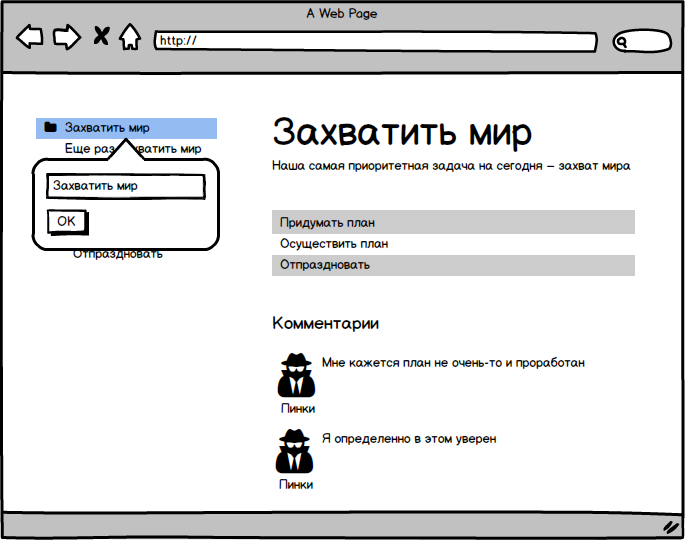 A Web Page
http://
Захватить мир
Еще раз хватить мир
Захватить мир
OK
Отпраздновать
Захватить мир
Наша самая приоритетная задача на сегодня – захват мира
Придумать план
Осуществить план
Отпраздновать
Комментарии
Мне кажется план не очень-то и проработан
Пинки
Я определенно в этом уверен
Пинки